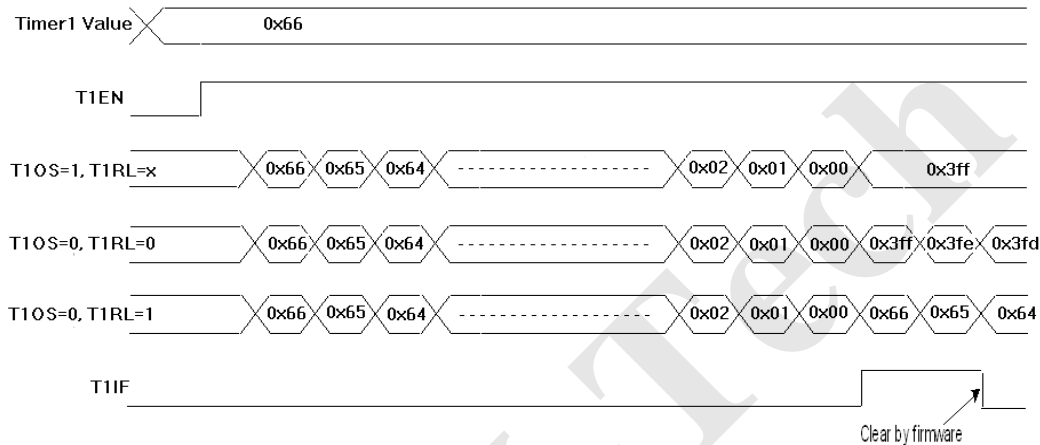 Timer1 Value 0x66
T1EN
T1OS=1, T1RL=x 0x66 0x65 0x64 0x02 0x01 0x00 0x3ff
T1OS=0, T1RL=0 0x66 0x65 0x64 0x02 0x01 0x00 0x3ff 0x3fe 0x3fd
T1OS=0, T1RL=1 0x66 0x65 0x64 0x02 0x01 0x00 0x66 0x65 0x64
T1IF
Clear by firmware
Tech